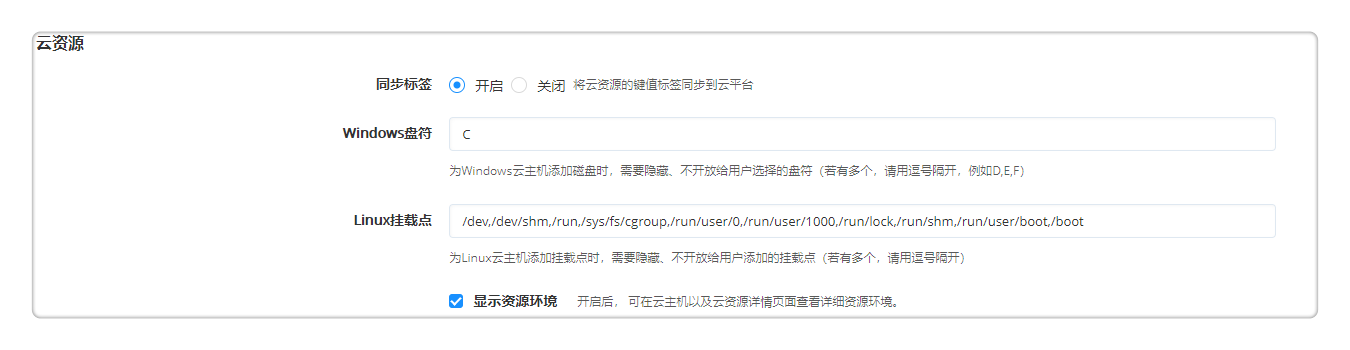 云资源
同步标签 开启 关闭 将云资源的键值标签同步到云平台
Windows盘符 C
为Windows云主机添加磁盘时，需要隐藏、不开放给用户选择的盘符（若有多个，请用逗号隔开，例如D,E,F）
Linux挂载点 /dev,/dev/shm,/run,/sys/fs/cgroup,/run/user/0,/run/user/1000,/run/lock,/run/shm,/run/user/boot,/boot
为Linux云主机添加挂载点时，需要隐藏、不开放给用户添加的挂载点（若有多个，请用逗号隔开）
显示资源环境 开启后， 可在云主机以及云资源详情页面查看详细资源环境。